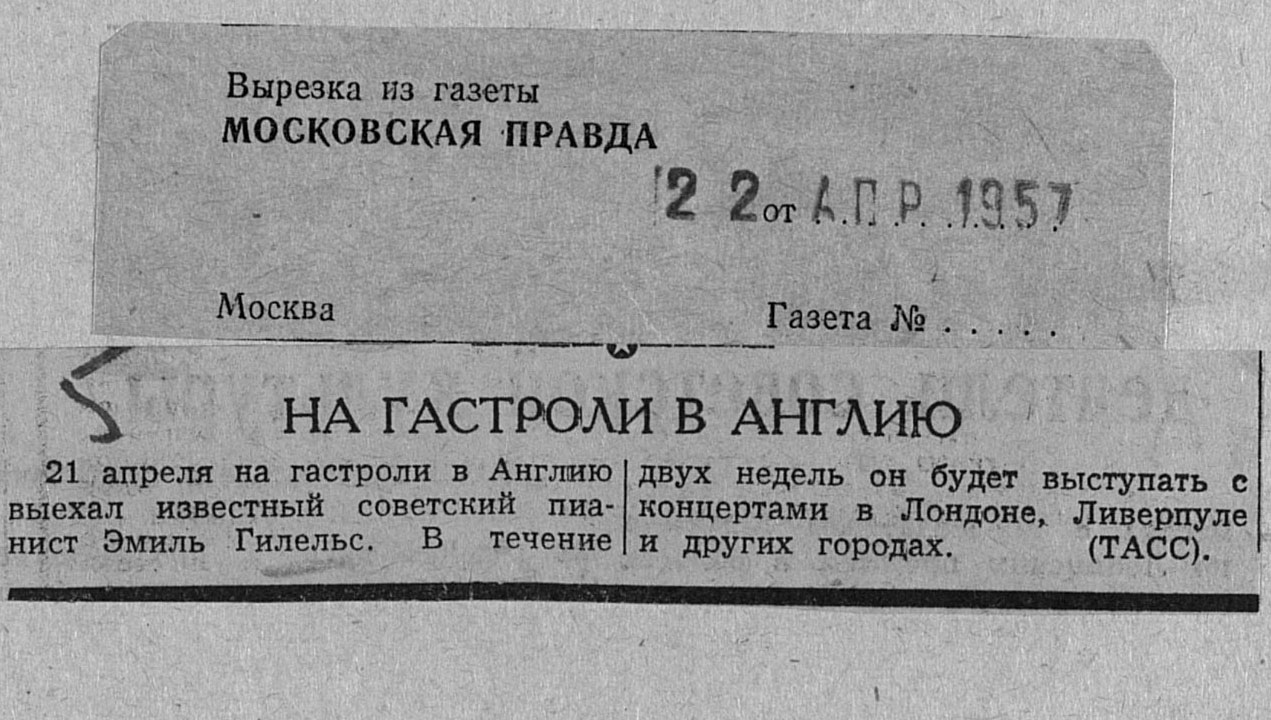 Вырезка из газеты
МОСКОВСКАЯ ПРАВДА
22 от АПР. 1957
Москва
Газета № . . . . .
НА ГАСТРОЛИ В АНГЛИЮ
21 апреля на гастроли в Англию
выехал известный советский пиа-
нист Эмиль Гилельс. В течение
двух недель он будет выступать с
концертами в Лондоне, Ливерпуле
и других городах. (ТАСС).